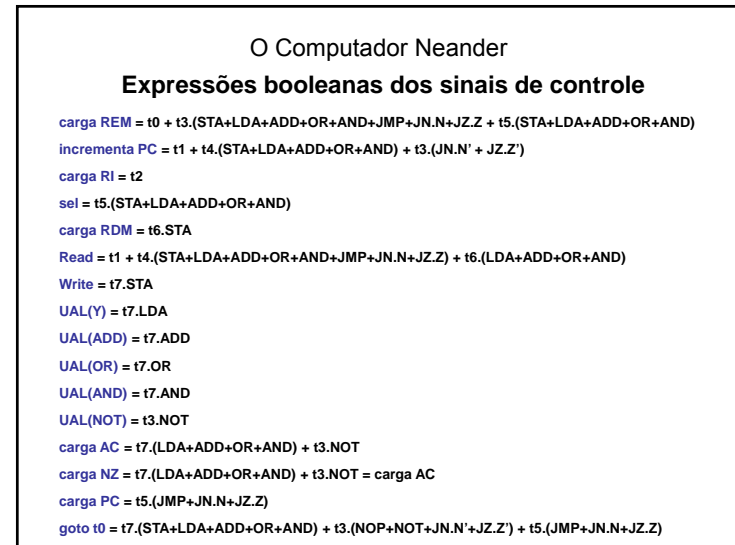 O Computador Neander
Expressões booleanas dos sinais de controle
carga REM = t0 + t3.(STA+LDA+ADD+OR+AND+JMP+JN.N+JZ.Z + t5.(STA+LDA+ADD+OR+AND)
incrementa PC = t1 + t4.(STA+LDA+ADD+OR+AND) + t3.(JN.N' + JZ.Z')
carga RI = t2
sel = t5.(STA+LDA+ADD+OR+AND)
carga RDM = t6.STA
Read = t1 + t4.(STA+LDA+ADD+OR+AND+JMP+JN.N+JZ.Z) + t6.(LDA+ADD+OR+AND)
Write = t7.STA
UAL(Y) = t7.LDA
UAL(ADD) = t7.ADD
UAL(OR) = t7.OR
UAL(AND) = t7.AND
UAL(NOT) = t3.NOT
carga AC = t7.(LDA+ADD+OR+AND) + t3.NOT
carga NZ = t7.(LDA+ADD+OR+AND) + t3.NOT = carga AC
carga PC = t5.(JMP+JN.N+JZ.Z)
goto t0 = t7.(STA+LDA+ADD+OR+AND) + t3.(NOP+NOT+JN.N'+JZ.Z') + t5.(JMP+JN.N+JZ.Z)